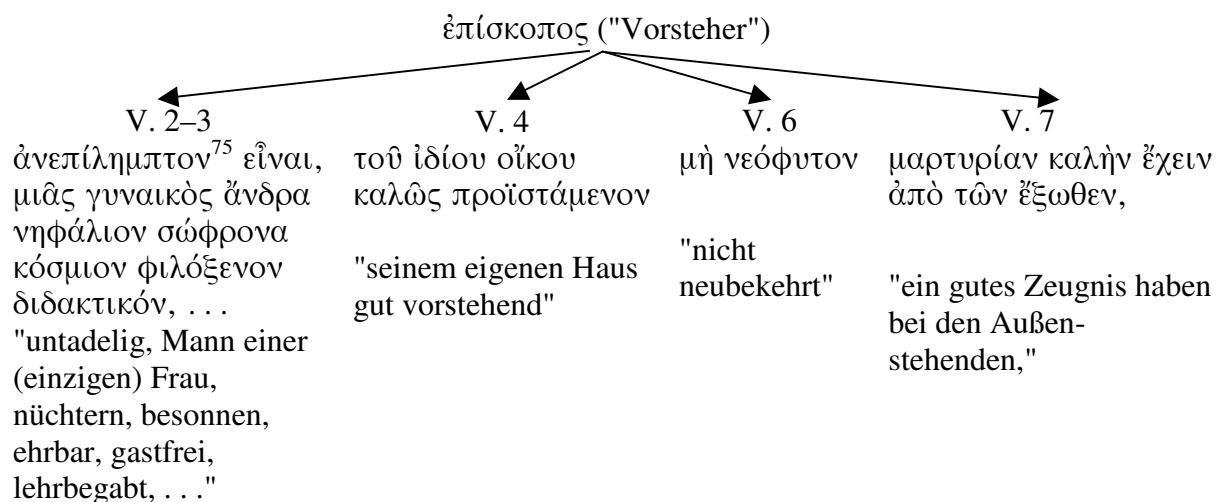 ἐπίσκοπος ("Vorsteher")
V. 2–3
ἀνεπίλημπτον75 εἶναι,
μιᾶς γυναικὸς ἄνδρα
νηφάλιον σώφρονα
κόσμιον φιλόξενον
διδακτικόν, . . .
"untadelig, Mann einer
(einzigen) Frau,
nüchtern, besonnen,
ehrbar, gastfrei,
lehrbegabt, . . ."
V. 4
τοῦ ἰδίου οἴκου
καλῶς προϊστάμενον
"seinem eigenen Haus
gut vorstehend"
V. 6
μὴ νεόφυτον
"nicht
neubekehrt"
V. 7
μαρτυρίαν καλὴν ἔχειν
ἀπὸ τῶν ἔξωθεν,
"ein gutes Zeugnis haben
bei den Außen-
stehenden,"